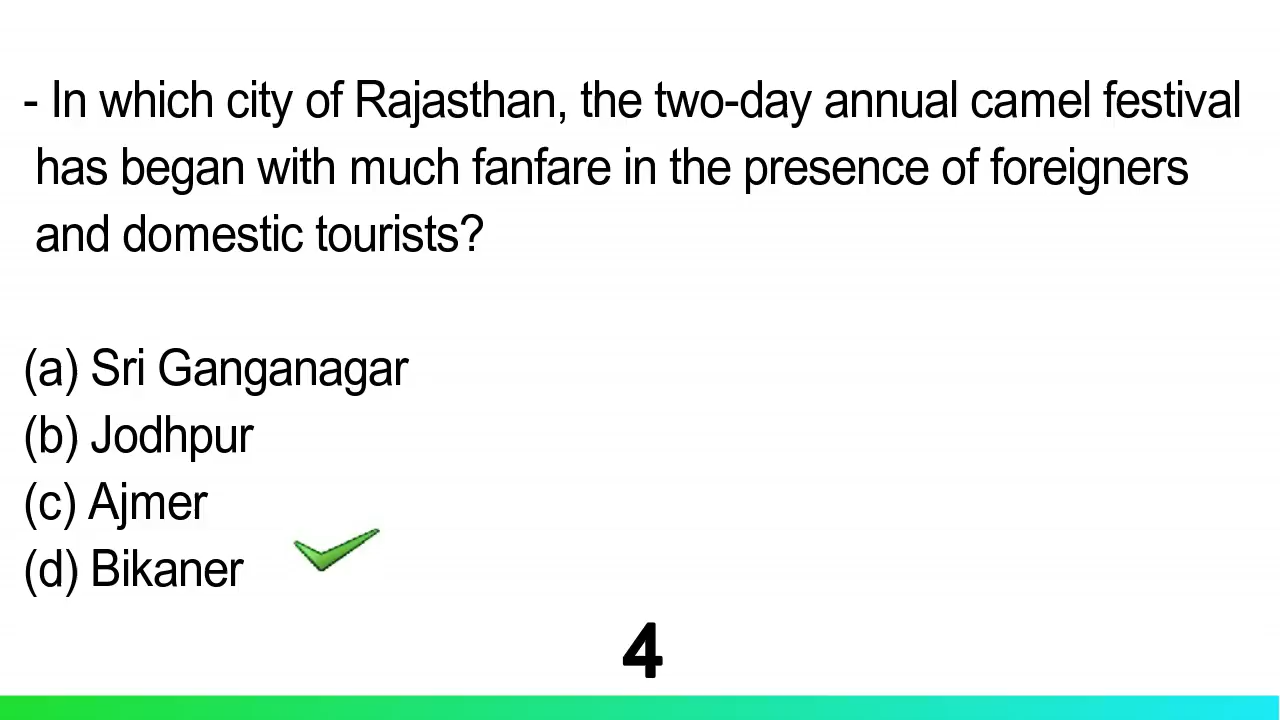 - In which city of Rajasthan, the two-day annual camel festival
has began with much fanfare in the presence of foreigners
and domestic tourists?
(a) Sri Ganganagar
(b) Jodhpur
(c) Ajmer
(d) Bikaner
4